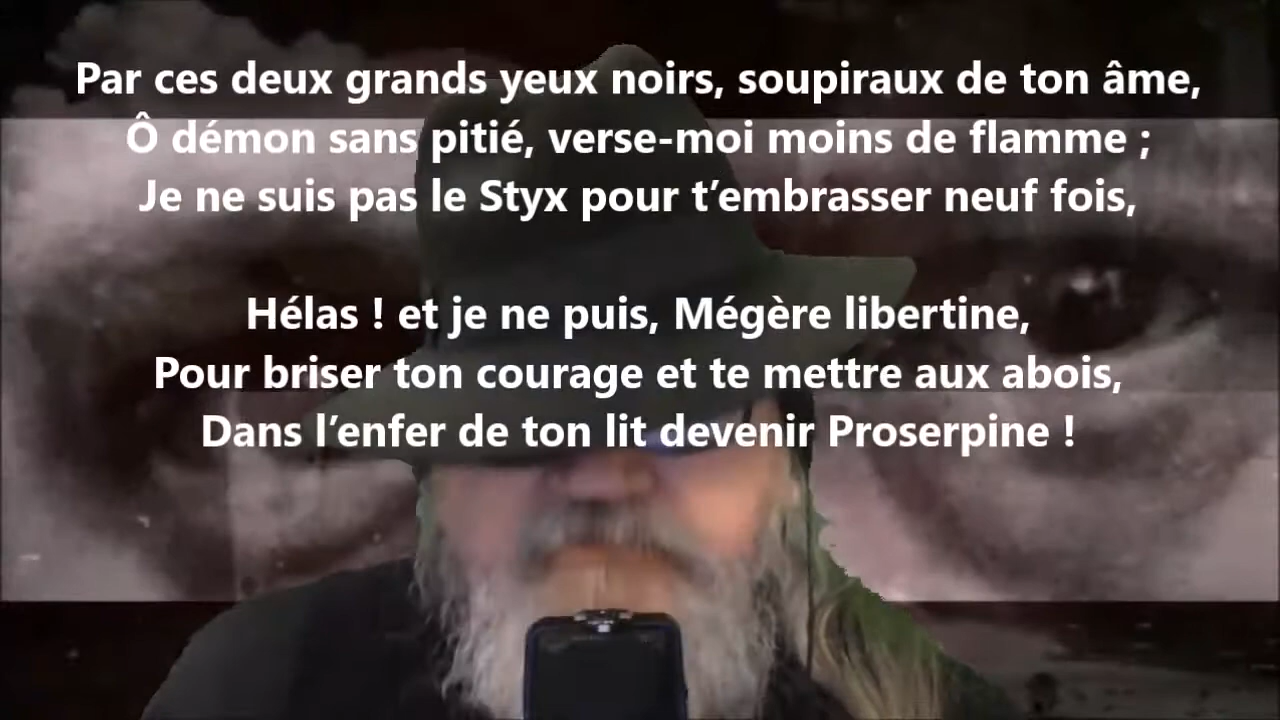 Par ces deux grands yeux noirs, soupiraux de ton âme,
Ô démon sans pitié, verse-moi moins de flamme ;
Je ne suis pas le Styx pour t’embrasser neuf fois,
Hélas ! et je ne puis, Mégère libertine,
Pour briser ton courage et te mettre aux abois,
Dans l’enfer de ton lit devenir Proserpine !